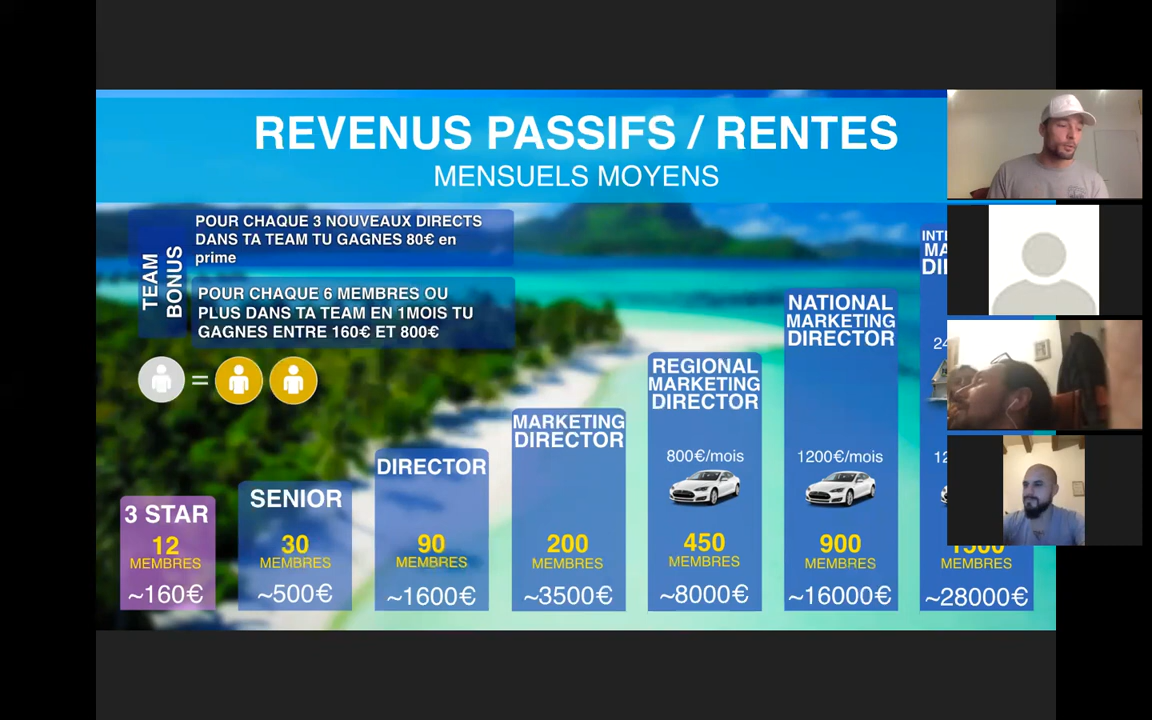 REVENUS PASSIFS / RENTES
MENSUELS MOYENS
TEAM
BONUS
POUR CHAQUE 3 NOUVEAUX DIRECTS
DANS TA TEAM TU GAGNES 80€ en
prime
POUR CHAQUE 6 MEMBRES OU
PLUS DANS TA TEAM EN 1MOIS TU
GAGNES ENTRE 160€ ET 800€
=
3 STAR
12
MEMBRES
~160€
SENIOR
30
MEMBRES
~500€
DIRECTOR
90
MEMBRES
~1600€
MARKETING
DIRECTOR
200
MEMBRES
~3500€
REGIONAL
MARKETING
DIRECTOR
800€/mois
450
MEMBRES
~8000€
NATIONAL
MARKETING
DIRECTOR
1200€/mois
900
MEMBRES
~16000€
MEMBRES
~28000€